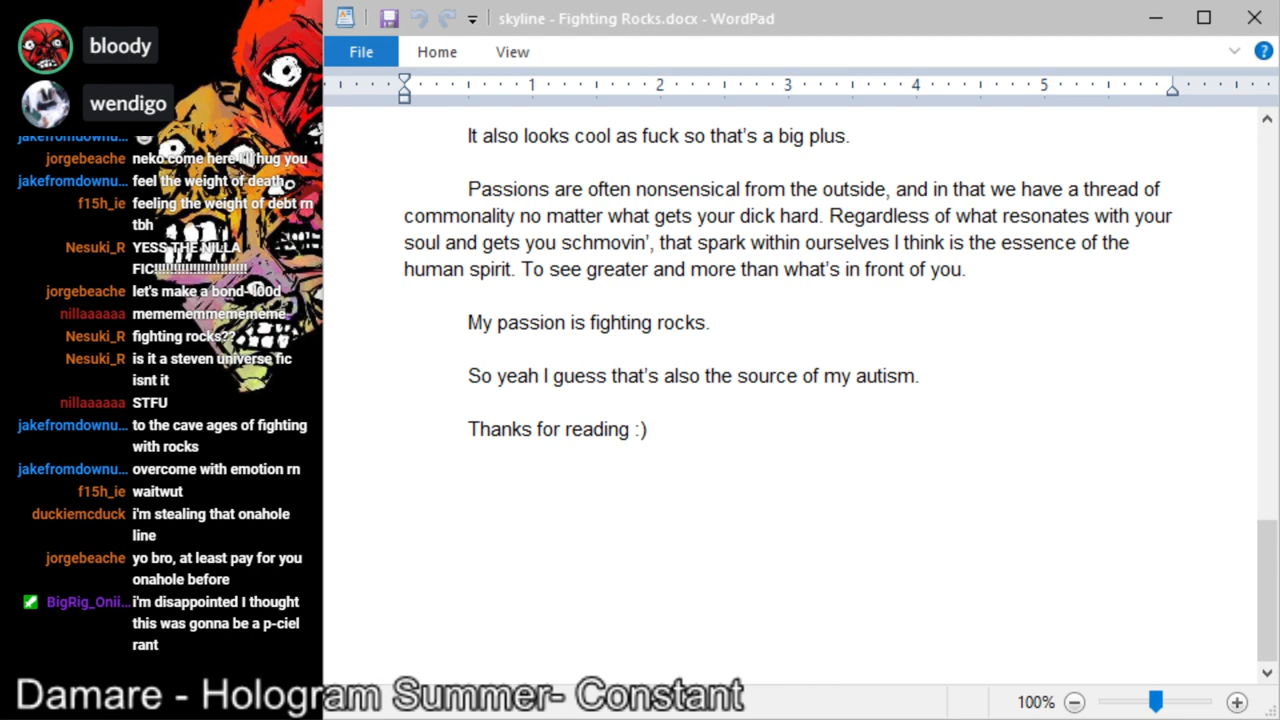 bloody
wendigo
jakefromdownu...
jorgebeache neko come here i'll hug you
jakefromdownu... feel the weight of death
f15h_ie feeling the weight of debt rn
tbh
Nesuki_R YESS THE NILLA
FIC!!!!!!!!!!!!!!!!!!!!!!!!
jorgebeache let's make a bond- l00d
nillaaaaaa mememememmemememe
Nesuki_R fighting rocks??
Nesuki_R is it a steven universe fic
isnt it
nillaaaaaa STFU
jakefromdownu... to the cave ages of fighting
with rocks
jakefromdownu... overcome with emotion rn
f15h_ie waitwut
duckiemcduck i'm stealing that onahole
line
jorgebeache yo bro, at least pay for you
onahole before
BigRig_Onii... i'm disappointed I thought
this was gonna be a p-ciel
rant
skyline - Fighting Rocks.docx - WordPad
File Home View
1 2 3 4 5
It also looks cool as fuck so that's a big plus.
Passions are often nonsensical from the outside, and in that we have a thread of
commonality no matter what gets your dick hard. Regardless of what resonates with your
soul and gets you schmovin', that spark within ourselves I think is the essence of the
human spirit. To see greater and more than what's in front of you.
My passion is fighting rocks.
So yeah I guess that's also the source of my autism.
Thanks for reading :)
100%
Damare - Hologram Summer- Constant